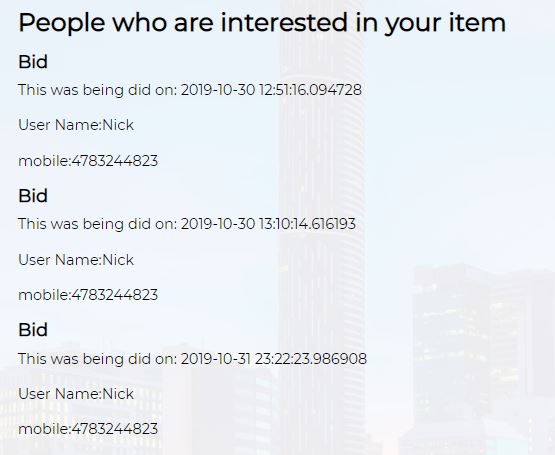 People who are interested in your item
Bid
This was being did on: 2019-10-30 12:51:16.094728
User Name:Nick
mobile:4783244823
Bid
This was being did on: 2019-10-30 13:10:14.616193
User Name:Nick
mobile:4783244823
Bid
This was being did on: 2019-10-31 23:22:23.986908
User Name:Nick
mobile:4783244823